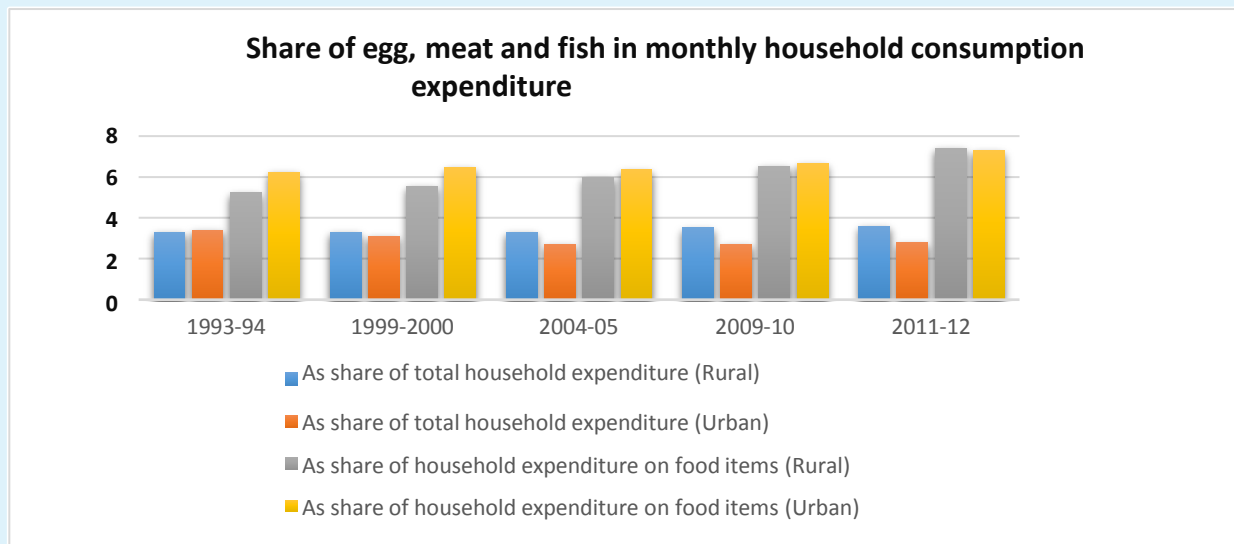 Share of egg, meat and fish in monthly household consumption
expenditure
8
6
4
2
0
1993-94 1999-2000 2004-05 2009-10 2011-12
As share of total household expenditure (Rural)
As share of total household expenditure (Urban)
As share of household expenditure on food items (Rural)
As share of household expenditure on food items (Urban)